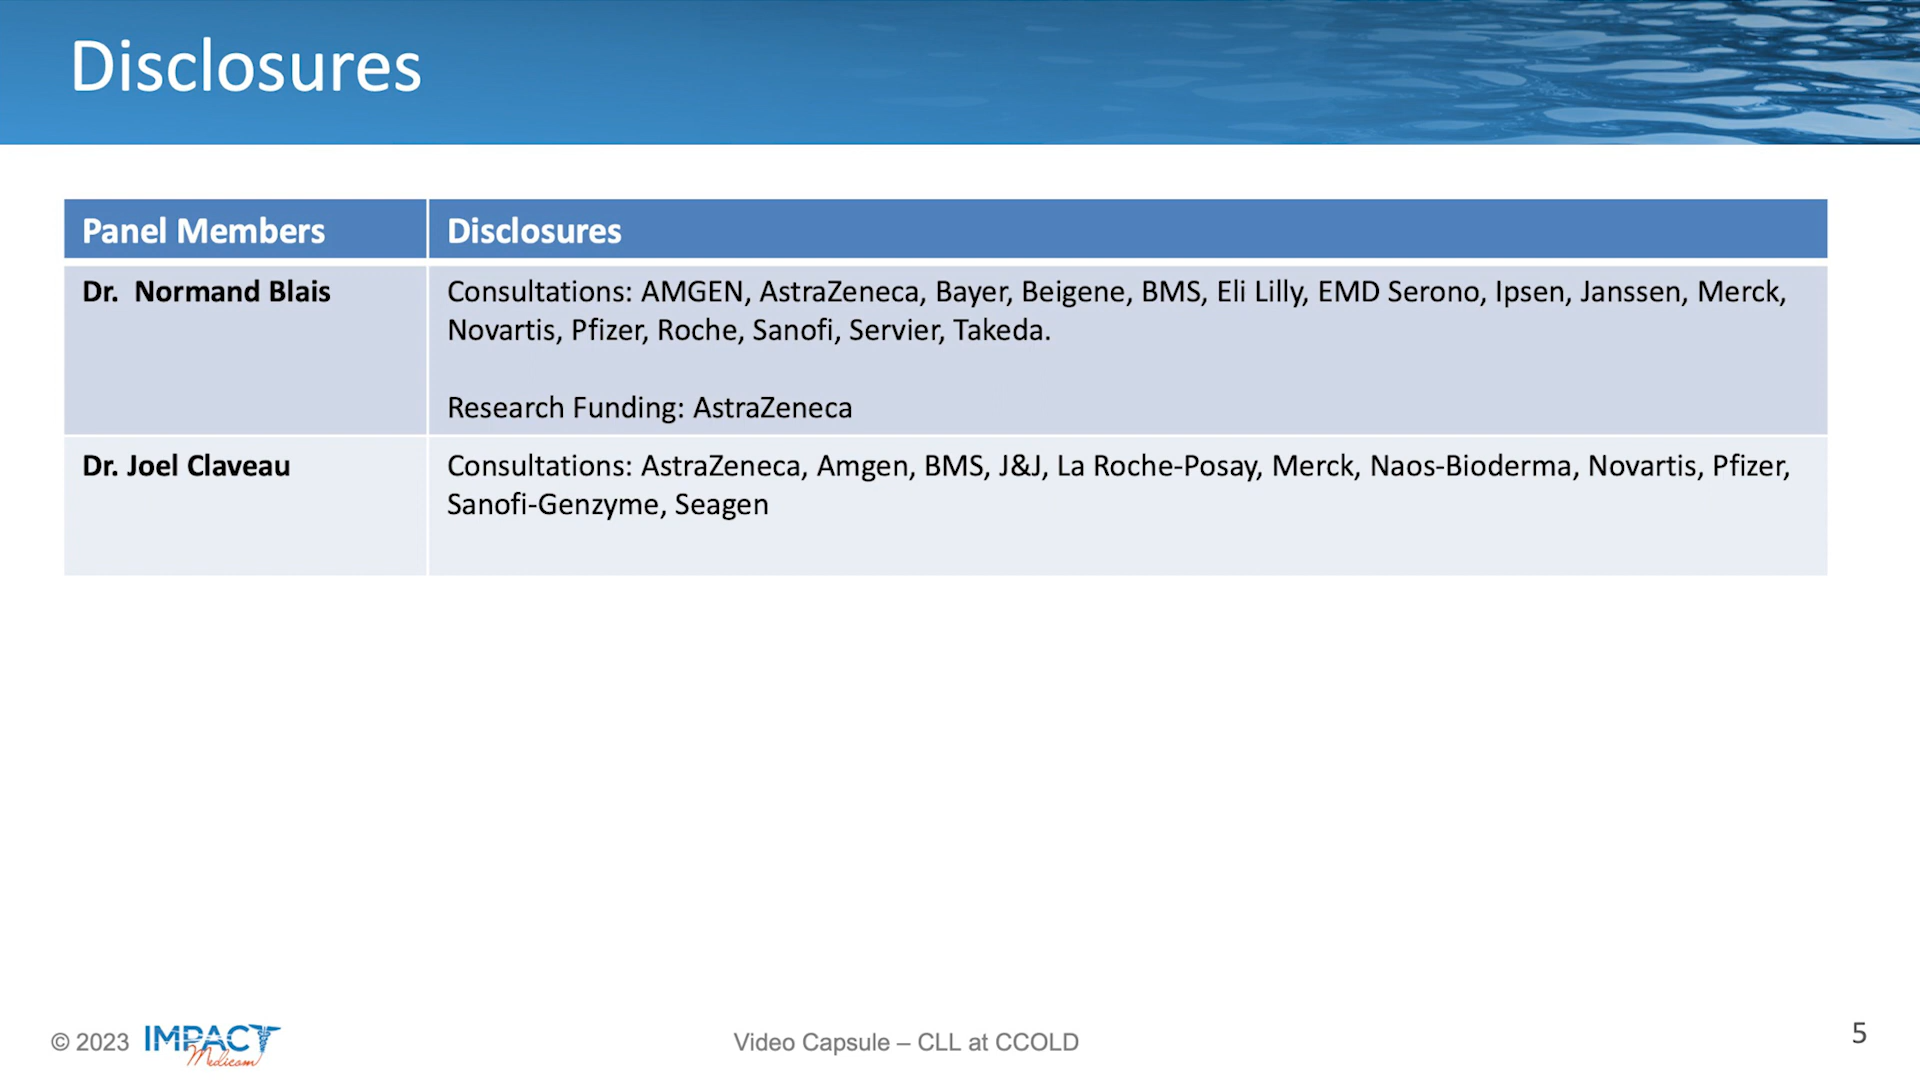 Disclosures
Panel Members
Disclosures
Dr.  Normand Blais
Consultations: AMGEN, AstraZeneca, Bayer, Beigene, BMS, Eli Lilly, EMD Serono, Ipsen, Janssen, Merck,
Novartis, Pfizer, Roche, Sanofi, Servier, Takeda.
Research Funding: AstraZeneca
Dr. Joel Claveau
Consultations: AstraZeneca, Amgen, BMS, J&J, La Roche-Posay, Merck, Naos-Bioderma, Novartis, Pfizer,
Sanofi-Genzyme, Seagen
© 2023 IMPACT
Medicom
Video Capsule – CLL at CCOLD
5